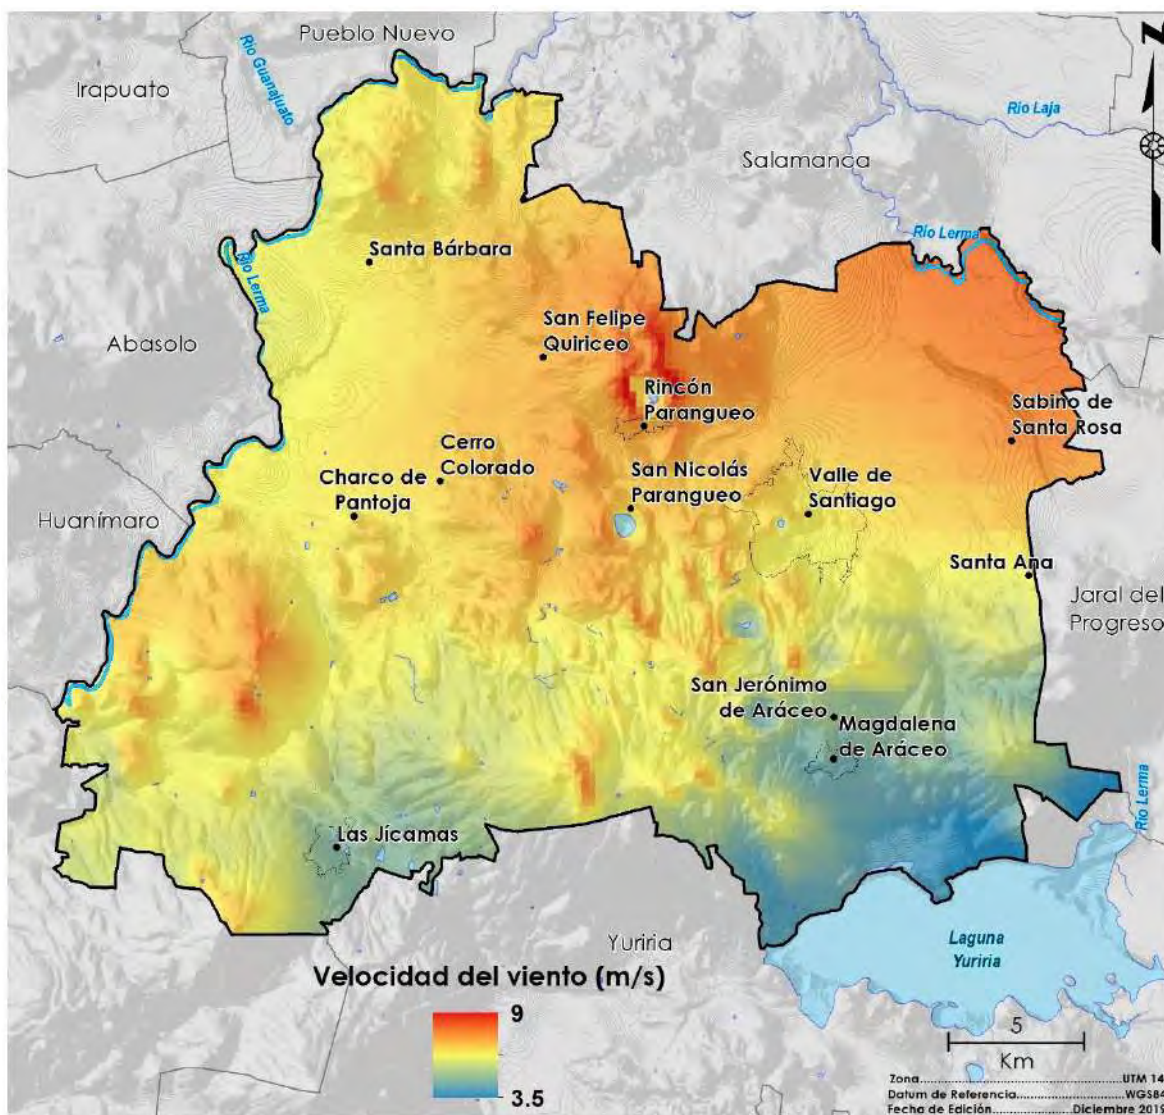 Pueblo Nuevo
Irapuato
Río Guanajuato
Río Laja
Salamanca
Río Lerma
Santa Bárbara
Río Lerma
San Felipe
Quiriceo
Abasolo
Rincón
Parangueo
Sabino de
Santa Rosa
Cerro
Colorado
San Nicolás
Parangueo
Valle de
Santiago
Charco de
Pantoja
Huanímaro
Santa Ana
Jaral del
Progreso
San Jerónimo
de Aráceo
Magdalena
de Aráceo
Río Lerma
Las Jícamas
Yuriria
Laguna
Yuriria
Velocidad del viento (m/s)
9
3.5
5
Km
Zona UTM 14
Datum de Referencia WGS84
Fecha de Edición Diciembre 201